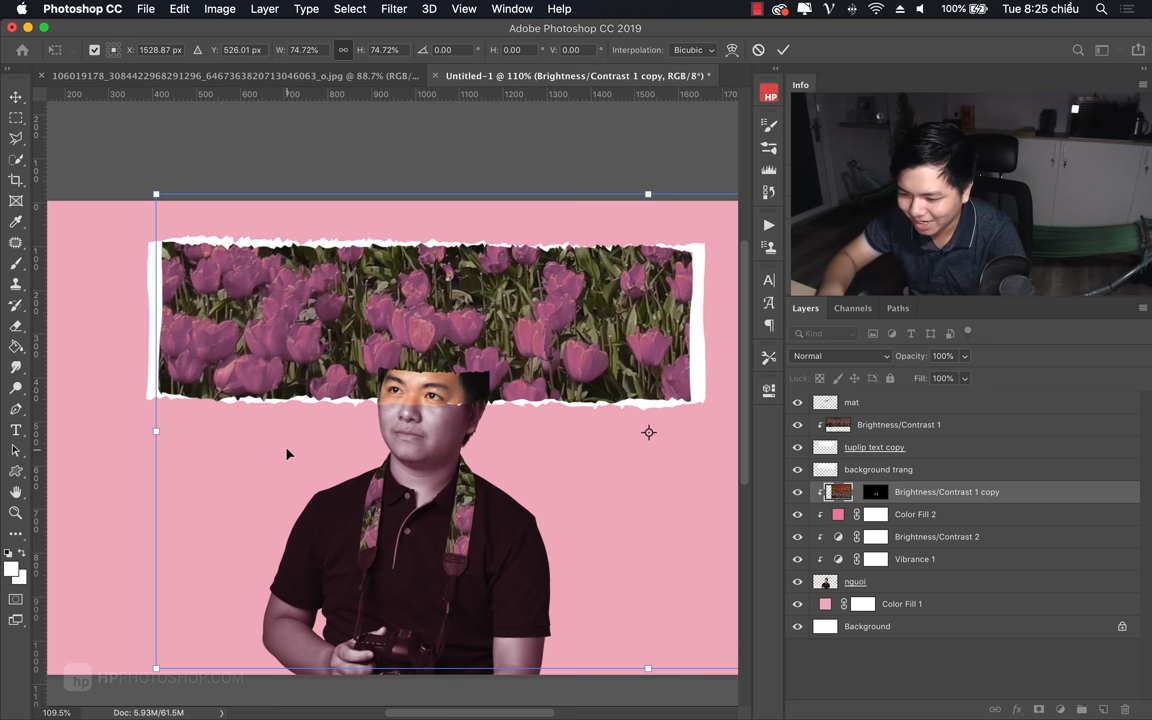 Photoshop CC File Edit Image Layer Type Select Filter 3D View Window Help 100% Tue 8:25 chiều
Adobe Photoshop CC 2019
X: 1528.87 px Y: 526.01 px W: 74.72% H: 74.72% 0.00 ° H: 0.00 ° V: 0.00 ° Interpolation: Bicubic
106019178_3084422968291296_6467363820713046063_o.jpg @ 88.7% (RGB/... Untitled-1 @ 110% (Brightness/Contrast 1 copy, RGB/8*) *
200 300 400 500 600 700 800 900 1000 1100 1200 1300 1400 1500 1600 170
Info
HP
Layers Channels Paths
Kind
Normal Opacity: 100%
Lock: Fill: 100%
mat
Brightness/Contrast 1
tuplip text copy
background trang
Brightness/Contrast 1 copy
Color Fill 2
Brightness/Contrast 2
Vibrance 1
nguoi
Color Fill 1
Background
hp HPPHOTOSHOP.COM
109.5% Doc: 5.93M/61.5M